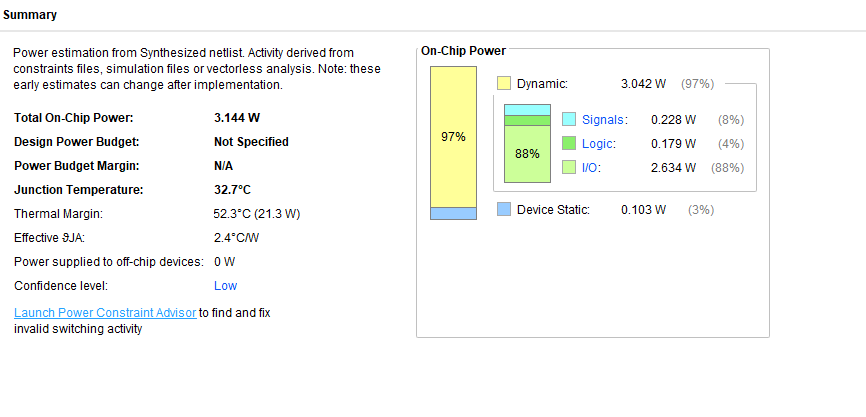 Summary
Power estimation from Synthesized netlist. Activity derived from
constraints files, simulation files or vectorless analysis. Note: these
early estimates can change after implementation.
Total On-Chip Power: 3.144 W
Design Power Budget: Not Specified
Power Budget Margin: N/A
Junction Temperature: 32.7°C
Thermal Margin: 52.3°C (21.3 W)
Effective ϑJA: 2.4°C/W
Power supplied to off-chip devices: 0 W
Confidence level: Low
Launch Power Constraint Advisor to find and fix
invalid switching activity
On-Chip Power
97%
88%
Dynamic: 3.042 W (97%)
Signals: 0.228 W (8%)
Logic: 0.179 W (4%)
I/O: 2.634 W (88%)
Device Static: 0.103 W (3%)